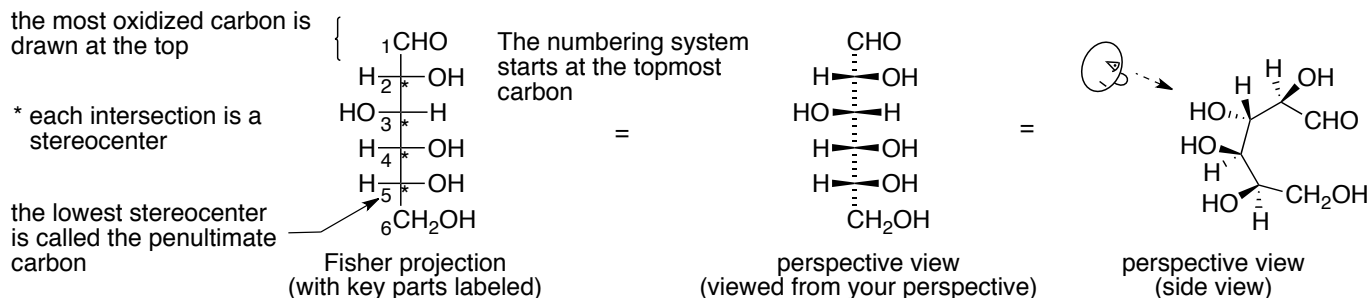 the most oxidized carbon is
drawn at the top
* each intersection is a
stereocenter
the lowest stereocenter
is called the penultimate
carbon
1CHO
H 2 * OH
HO 3 * H
H 4 * OH
H 5 * OH
6CH2OH
Fisher projection
(with key parts labeled)
The numbering system
starts at the topmost
carbon
=
CHO
H OH
HO H
H OH
H OH
CH2OH
perspective view
(viewed from your perspective)
=
H OH
HO H
CHO
HO
H
HO CH2OH
H
perspective view
(side view)